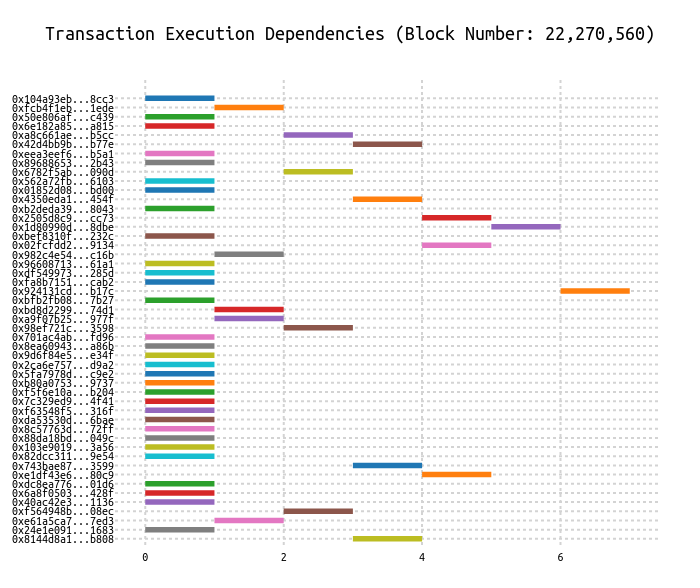 Transaction Execution Dependencies (Block Number: 22,270,560)
0x104a93eb...8cc3
0xfcb4f1eb...1ede
0x50e806af...c439
0x6e182a85...a815
0xa8c661ae...b5cc
0x42d4bb9b...b77e
0xeea3eef6...b5a1
0x89688653...2b43
0x6782f5ab...090d
0x562a72fb...6103
0x01852d08...bd00
0x4350eda1...454f
0xb2deda39...8043
0x2505d8c9...cc73
0x1d80990d...8dbe
0xbef8310f...232c
0x02fcfdd2...9134
0x982c4e54...c16b
0x96608713...61a1
0xdf549973...285d
0xfa8b7151...cab2
0x924131cd...b17c
0xbfb2fb08...7b27
0xbd8d2299...74d1
0xa9f07b25...977f
0x98ef721c...3598
0x701ac4ab...fd96
0x8ea60943...a86b
0x9d6f84e5...e34f
0x2ca6e757...d9a2
0x5fa7978d...c9e2
0xb80a0753...9737
0xf5f6e10a...b204
0x7c329ed9...4f41
0xf63548f5...316f
0xda53530d...6bae
0x8c57763d...72ff
0x88da18bd...049c
0x103e9019...3a56
0x82dcc311...9e54
0x743bae87...3599
0xe1df43e6...80c9
0xdc8ea776...01d6
0x6a8f0503...428f
0x40ac42e3...1136
0xf564948b...08ec
0xe61a5ca7...7ed3
0x24e1e091...1683
0x8144d8a1...b808
0 2 4 6